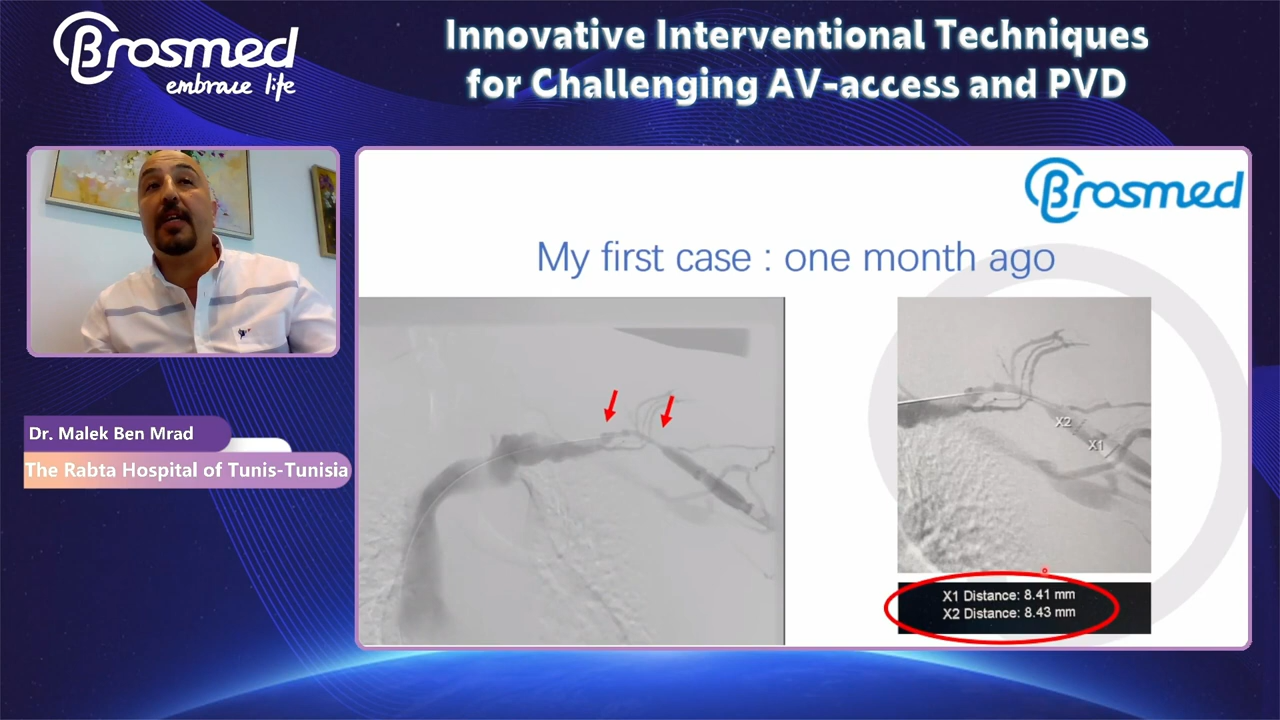 Brosmed
embrace life
Innovative Interventional Techniques
for Challenging AV-access and PVD
Brosmed
My first case : one month ago
X2
X1
X1 Distance: 8.41 mm
X2 Distance: 8.43 mm
Dr. Malek Ben Mrad
The Rabta Hospital of Tunis-Tunisia